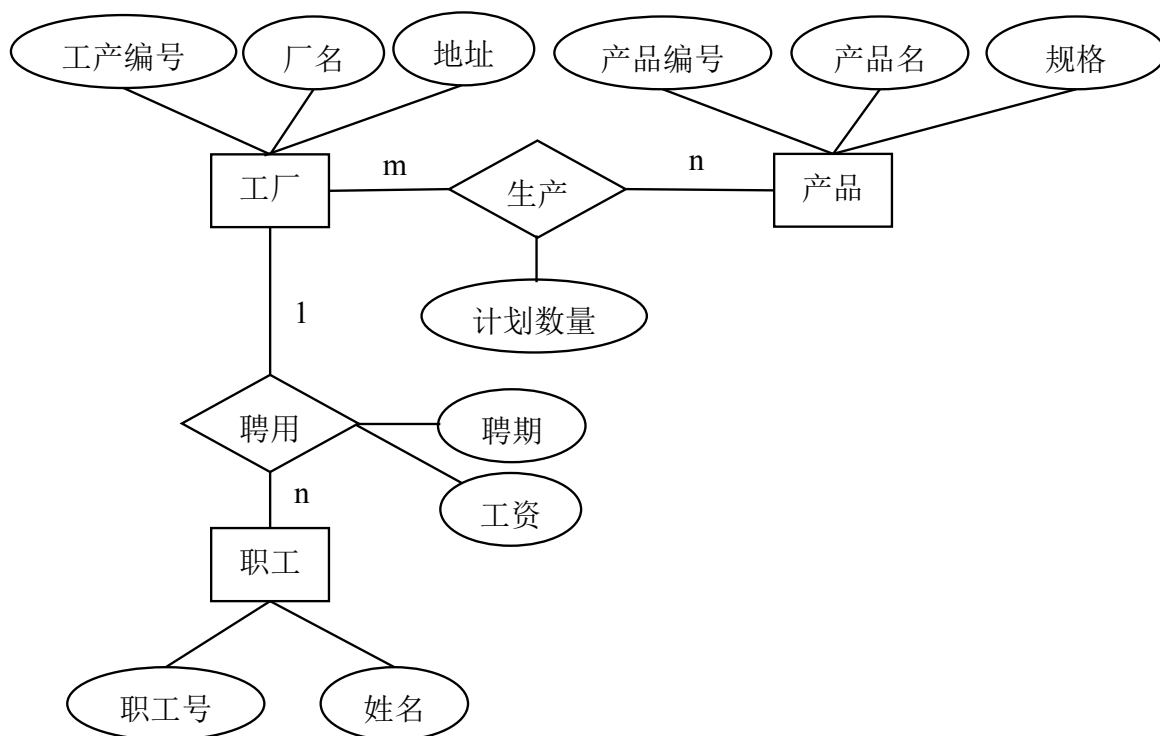 工产编号
厂名
地址
产品编号
产品名
规格
工厂
m
生产
n
产品
计划数量
1
聘用
聘期
工资
n
职工
职工号
姓名